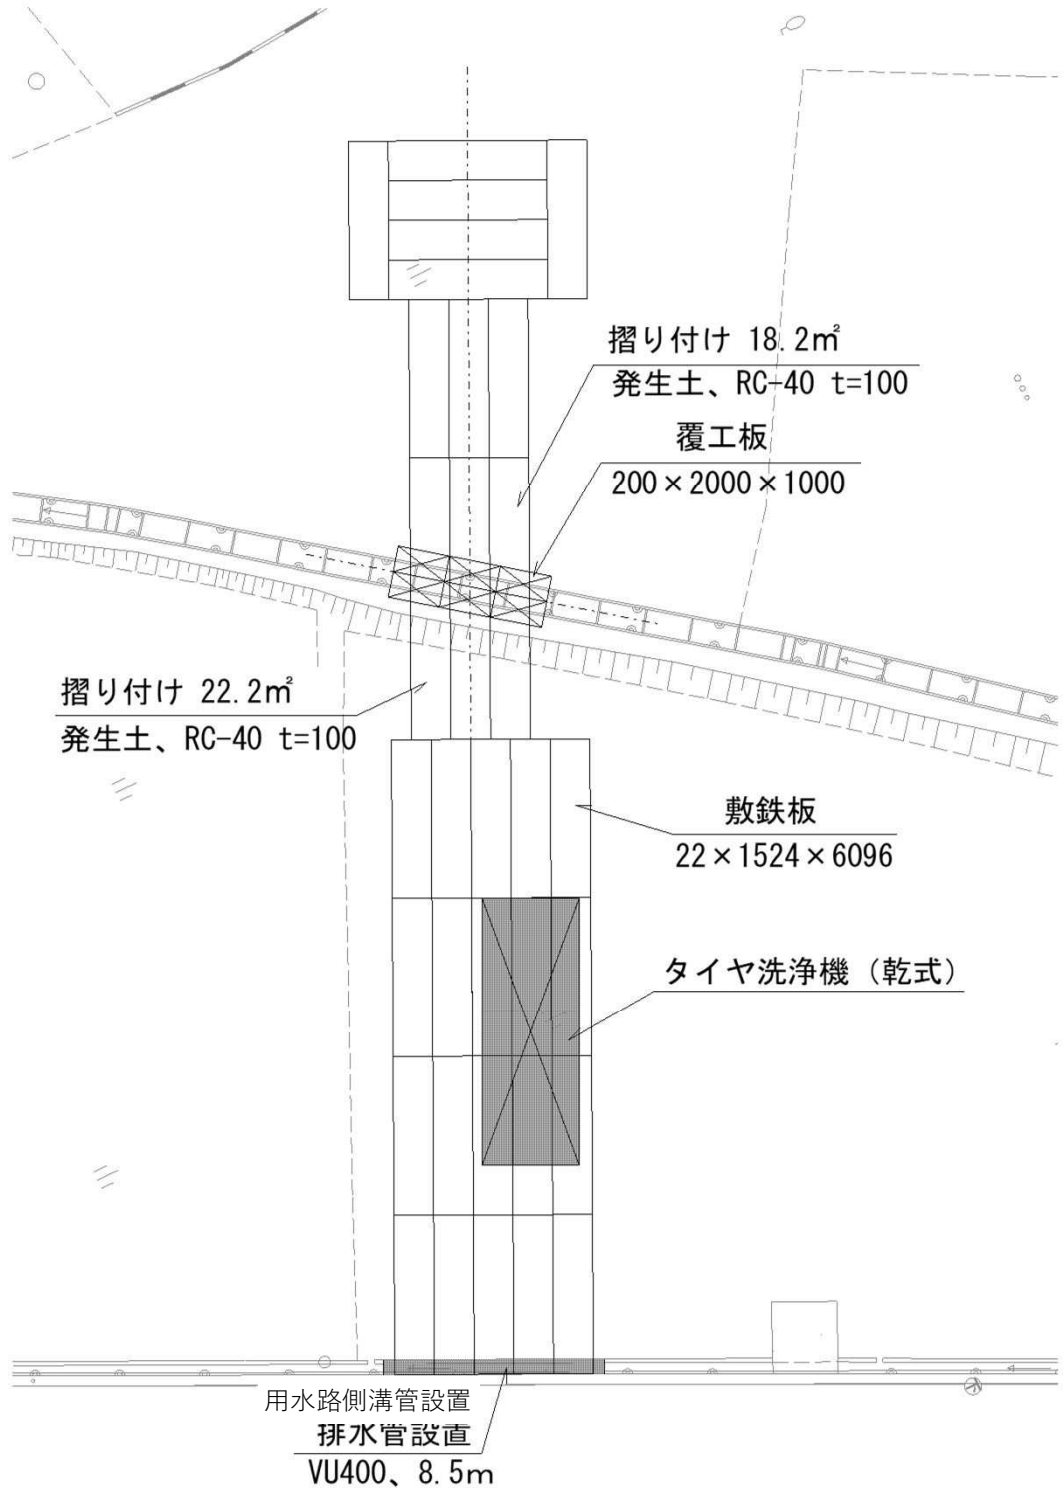 摺り付け 18.2㎡
発生土、RC-40 t=100
覆工板
200×2000×1000
摺り付け 22.2㎡
発生土、RC-40 t=100
敷鉄板
22×1524×6096
タイヤ洗浄機（乾式）
用水路側溝管設置
排水管設置
VU400、8.5m